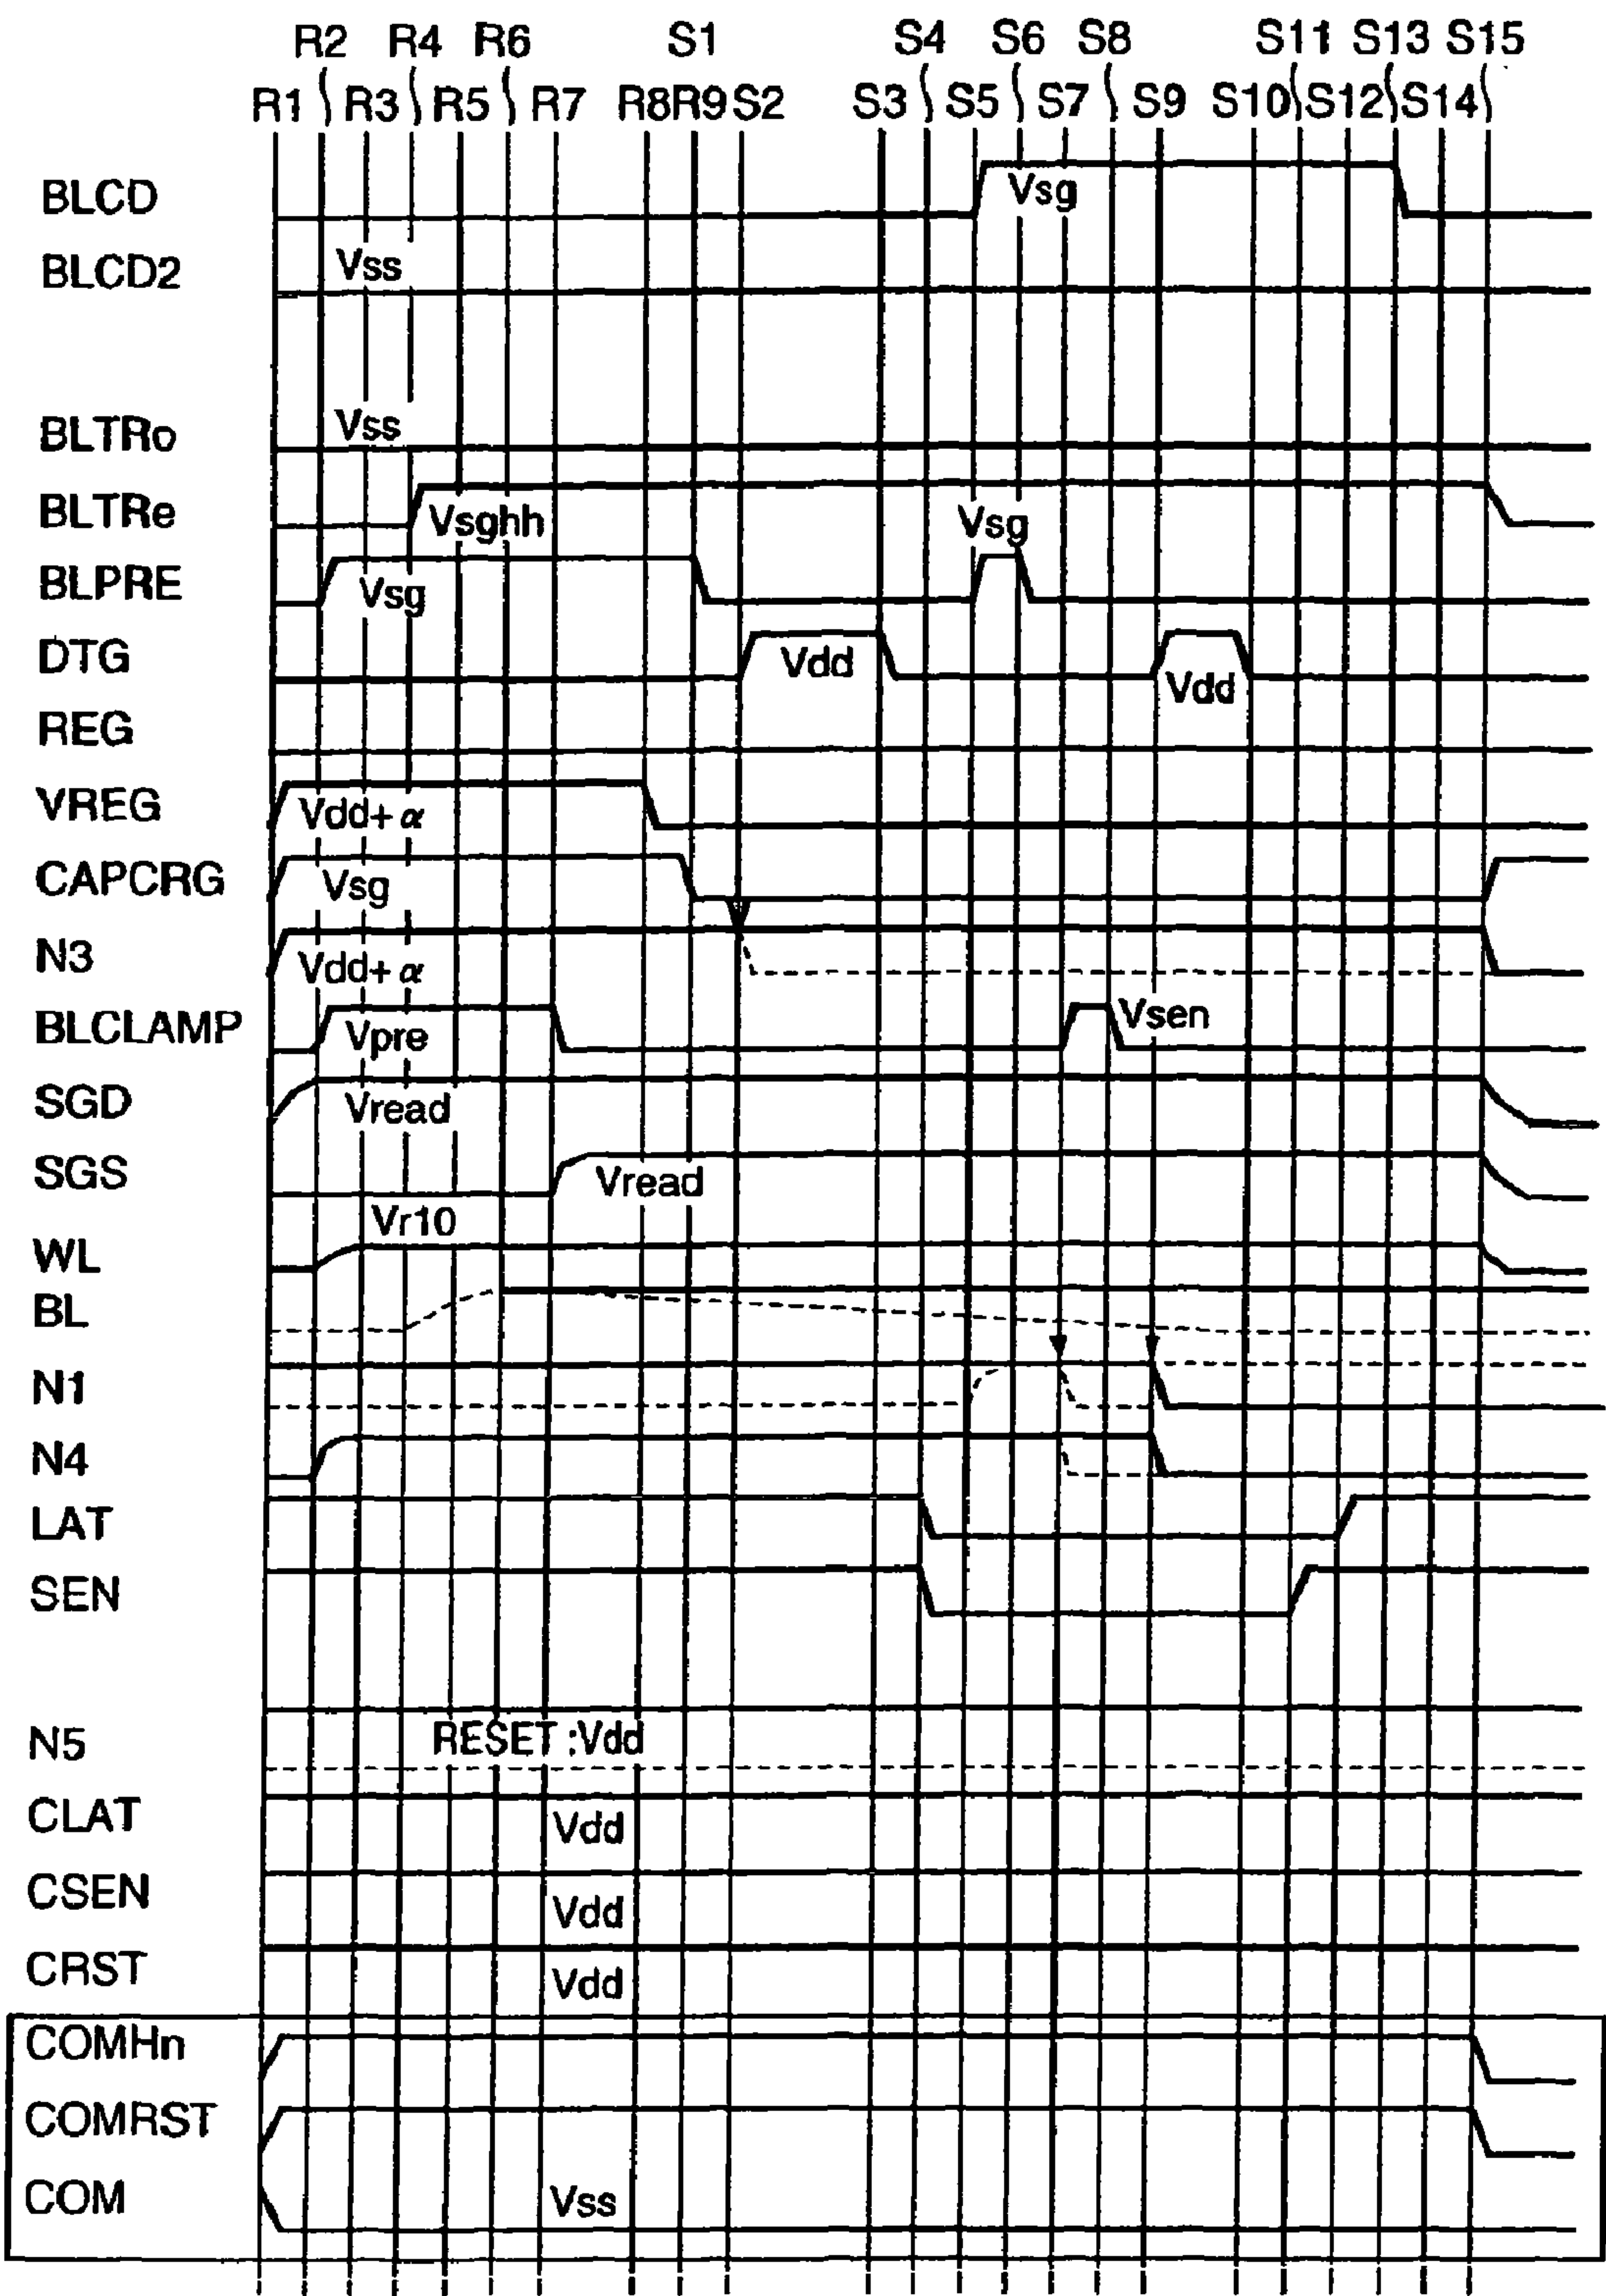 R2 R4 R6 S1 S4 S6 S8 S11 S13 S15
R1 R3 R5 R7 R8 R9 S2 S3 S5 S7 S9 S10 S12 S14
BLCD Vsg
BLCD2 Vss
BLTRo Vss
BLTRe Vsghh Vsg
BLPRE Vsg
DTG Vdd Vdd
REG
VREG Vdd+α
CAPCRG Vsg
N3 Vdd+α
BLCLAMP Vpre Vsen
SGD Vread
SGS Vread
Vr10
WL
BL
N1
N4
LAT
SEN
N5 RESET :Vdd
CLAT Vdd
CSEN Vdd
CRST Vdd
COMHn
COMRST
COM Vss